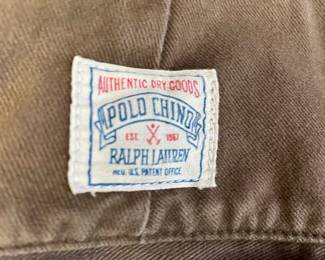 AUTHENTIC DRY GOODS
POLO CHINO
EST. 1967
RALPH LAUREN
REG. U.S. PATENT OFFICE